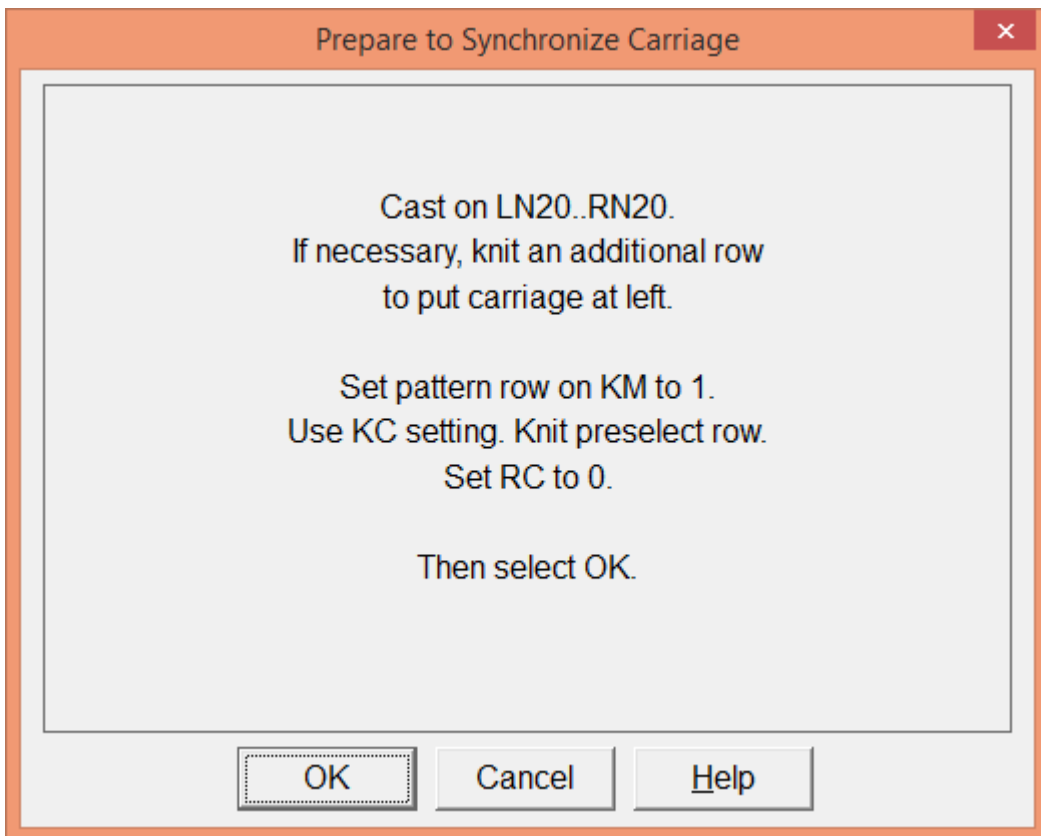 Prepare to Synchronize Carriage
Cast on LN20..RN20.
If necessary, knit an additional row
to put carriage at left.
Set pattern row on KM to 1.
Use KC setting. Knit preselect row.
Set RC to 0.
Then select OK.
OK Cancel Help